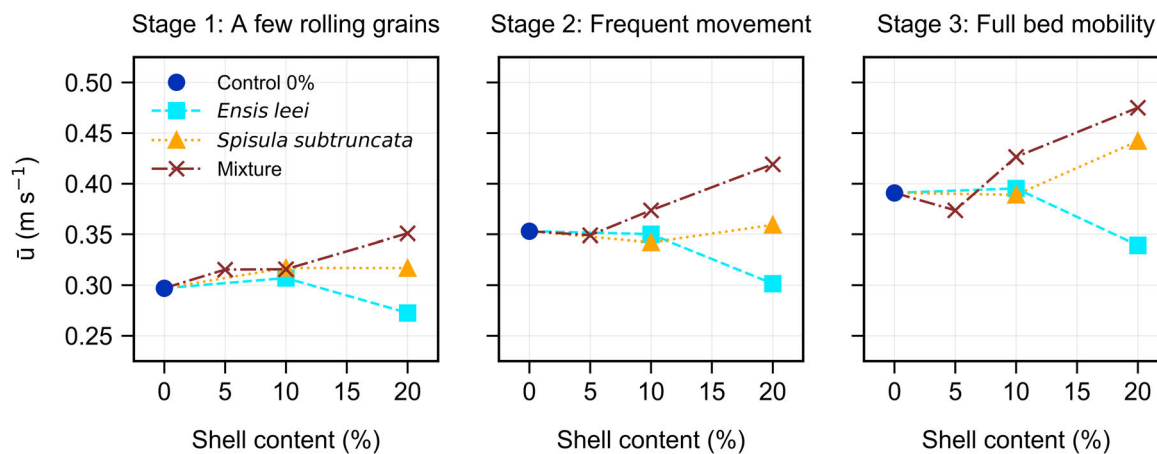 Stage 1: A few rolling grains
Stage 2: Frequent movement
Stage 3: Full bed mobility
0.50
0.45
0.40
0.35
0.30
0.25
ū (m s⁻¹)
Control 0%
Ensis leei
Spisula subtruncata
Mixture
0 5 10 15 20
0 5 10 15 20
0 5 10 15 20
Shell content (%)
Shell content (%)
Shell content (%)